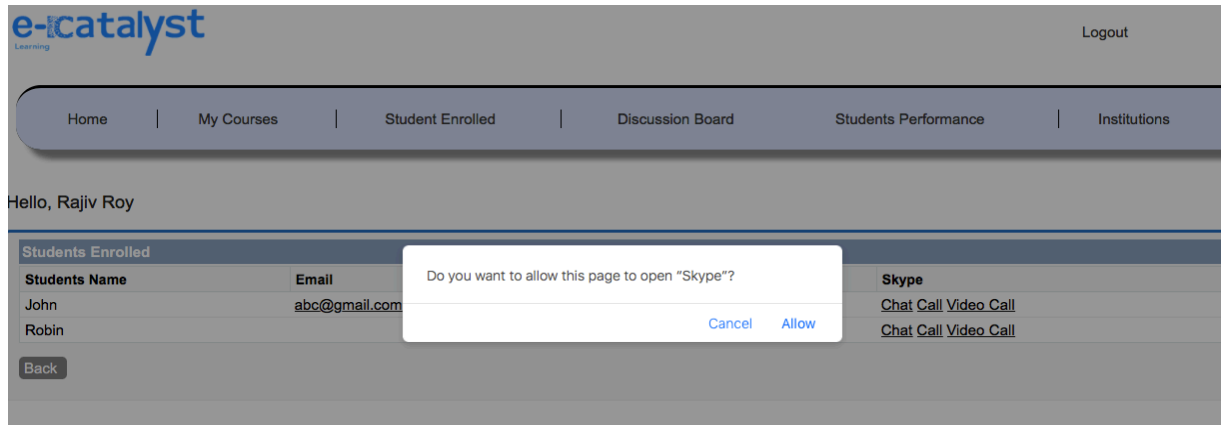 e-catalyst
Learning
Logout
Home
My Courses
Student Enrolled
Discussion Board
Students Performance
Institutions
Hello, Rajiv Roy
Students Enrolled
Students Name Email Skype
Do you want to allow this page to open “Skype”?
John abc@gmail.com Chat Call Video Call
Cancel Allow
Robin Chat Call Video Call
Back